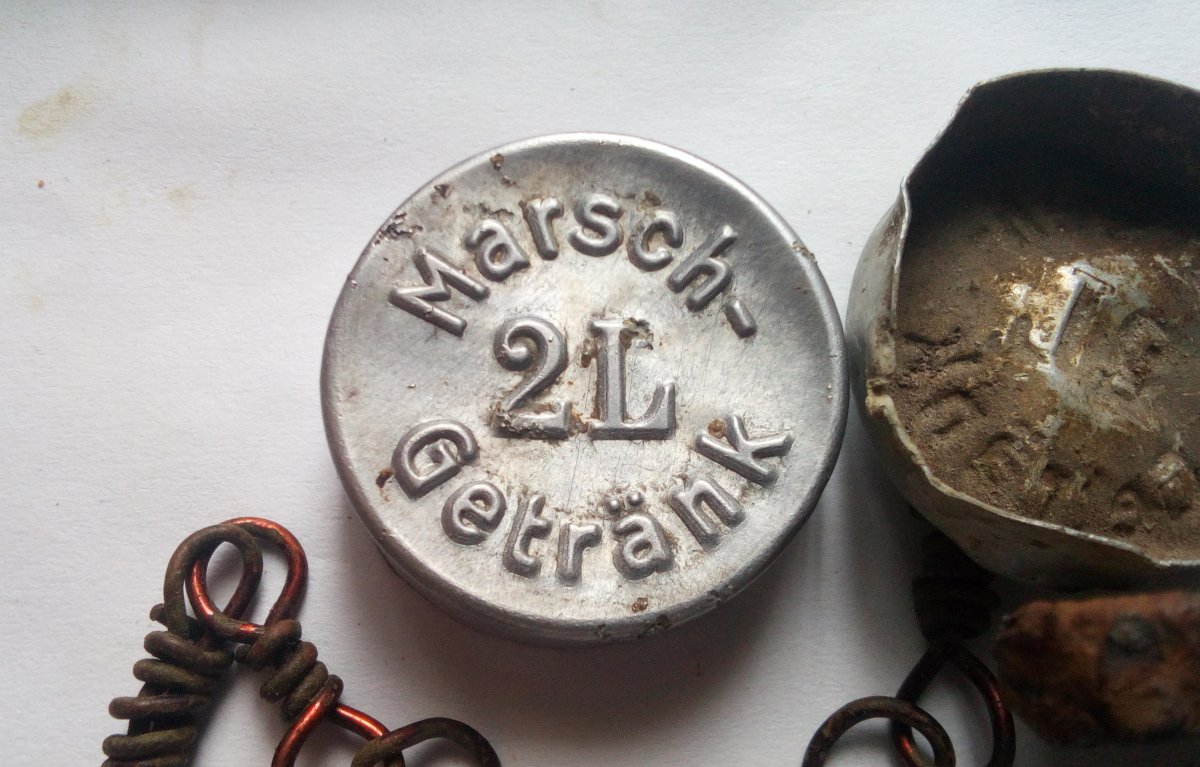 Marsch-
2L
Getränk